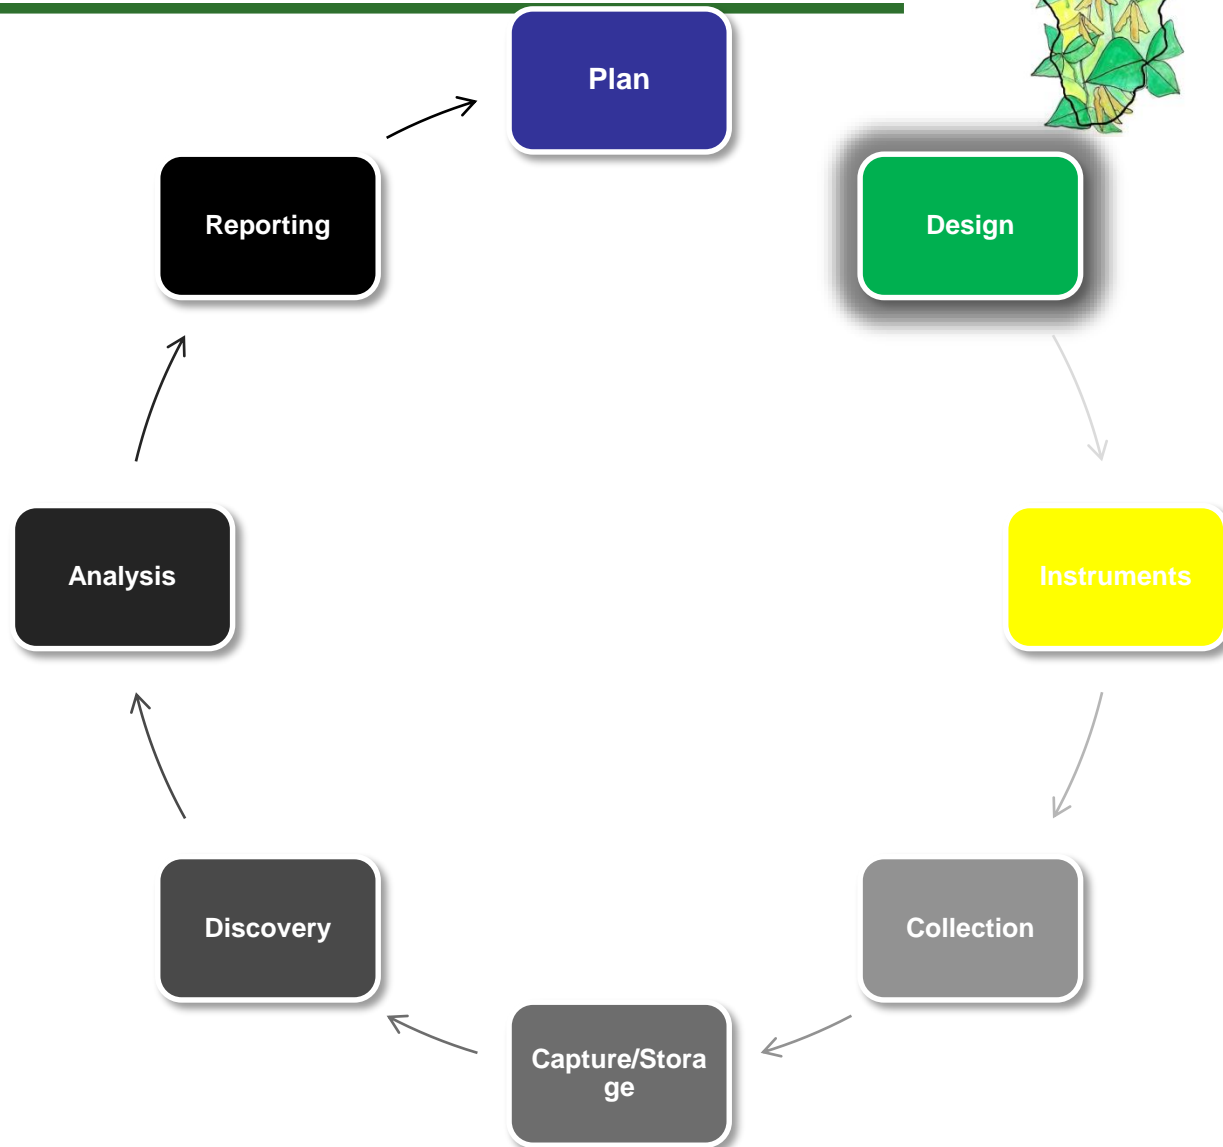 Plan
Design
Instruments
Collection
Capture/Stora
ge
Discovery
Analysis
Reporting